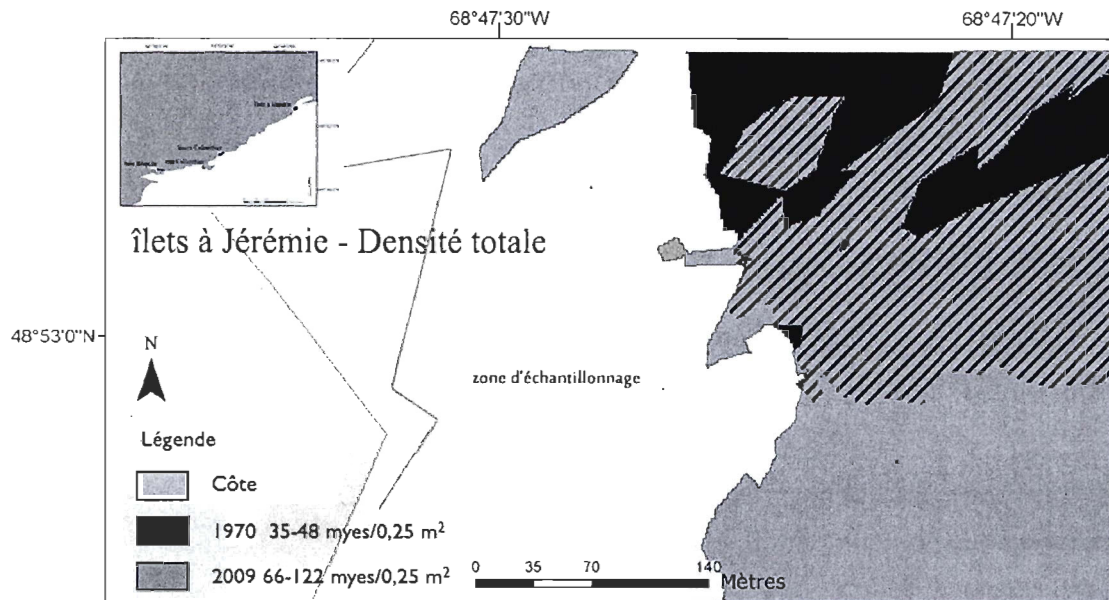 68°47'30"W
68°47'20"W
îlets à Jérémie - Densité totale
48°53'0"N
N
zone d'échantillonnage
Légende
Côte
1970 35-48 myes/0,25 m²
2009 66-122 myes/0,25 m²
0 35 70 140
Mètres